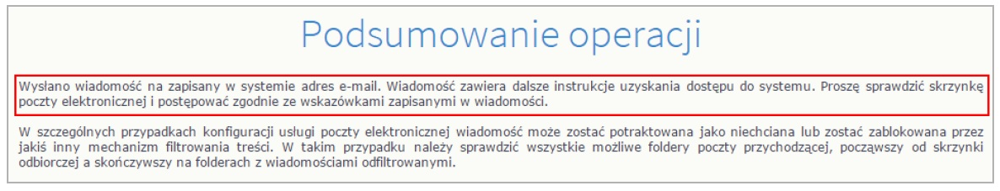 Podsumowanie operacji
Wysłano wiadomość na zapisany w systemie adres e-mail. Wiadomość zawiera dalsze instrukcje uzyskania dostępu do systemu. Proszę sprawdzić skrzynkę
poczty elektronicznej i postępować zgodnie ze wskazówkami zapisanymi w wiadomości.
W szczególnych przypadkach konfiguracji usługi poczty elektronicznej wiadomość może zostać potraktowana jako niechciana lub zostać zablokowana przez
jakiś inny mechanizm filtrowania treści. W takim przypadku należy sprawdzić wszystkie możliwe foldery poczty przychodzącej, począwszy od skrzynki
odbiorczej a skończywszy na folderach z wiadomościami odfiltrowanymi.